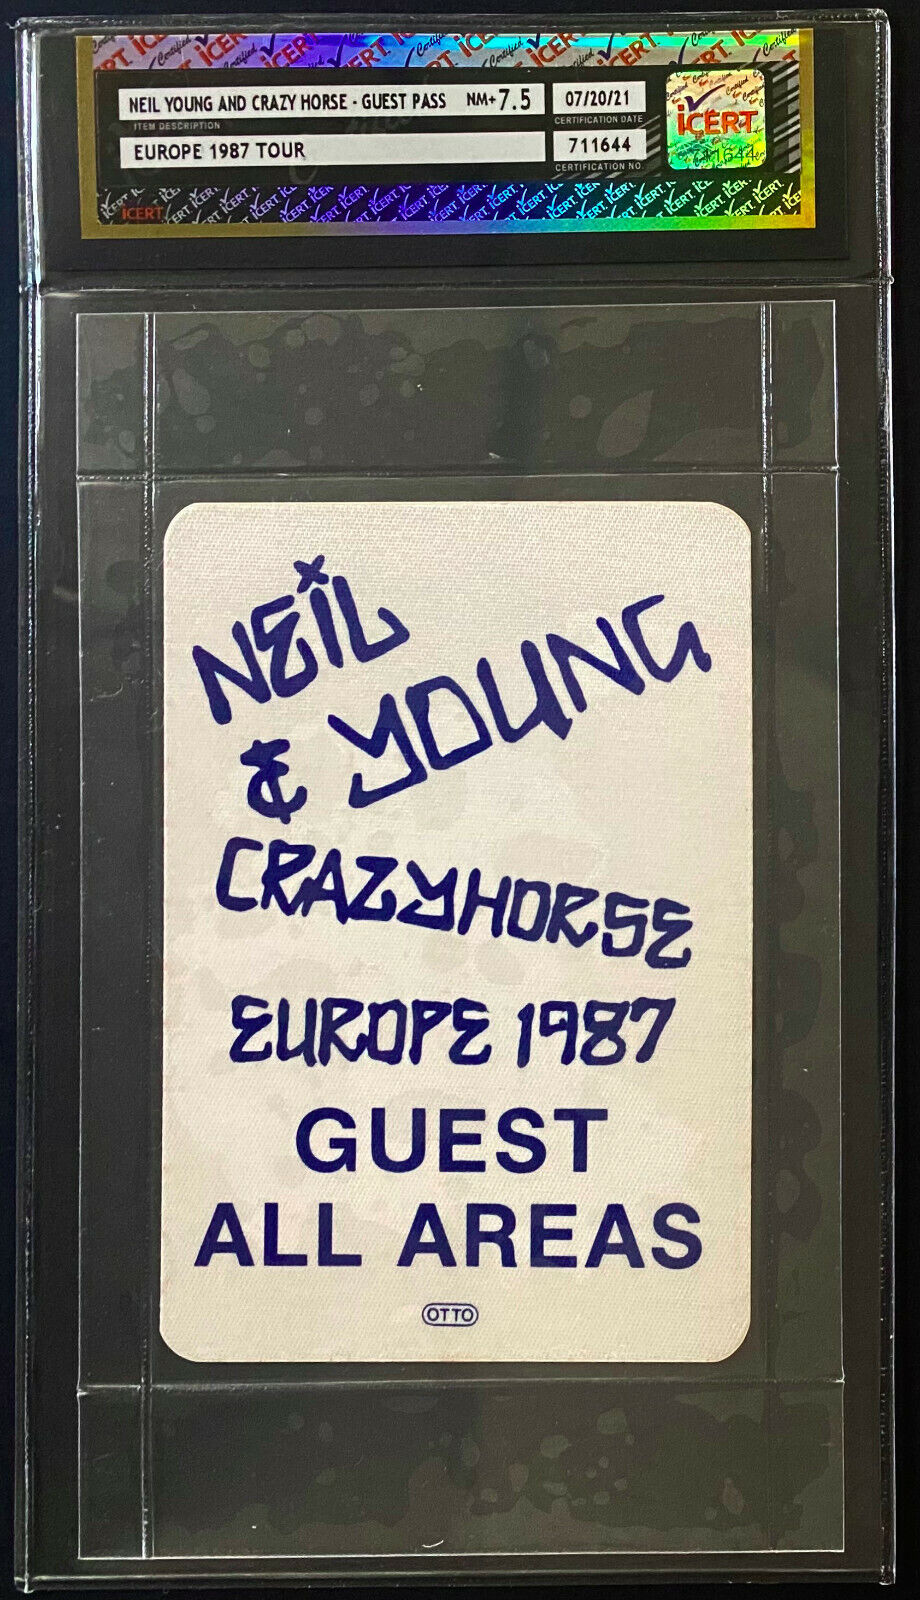 NEIL YOUNG AND CRAZY HORSE - GUEST PASS NM+ 7.5 07/20/21
ITEM DESCRIPTION CERTIFICATION DATE
EUROPE 1987 TOUR 711644
CERTIFICATION NO.
iCERT
iCERT
NEIL
& YOUNG
CRAZYHORSE
EUROPE 1987
GUEST
ALL AREAS
OTTO